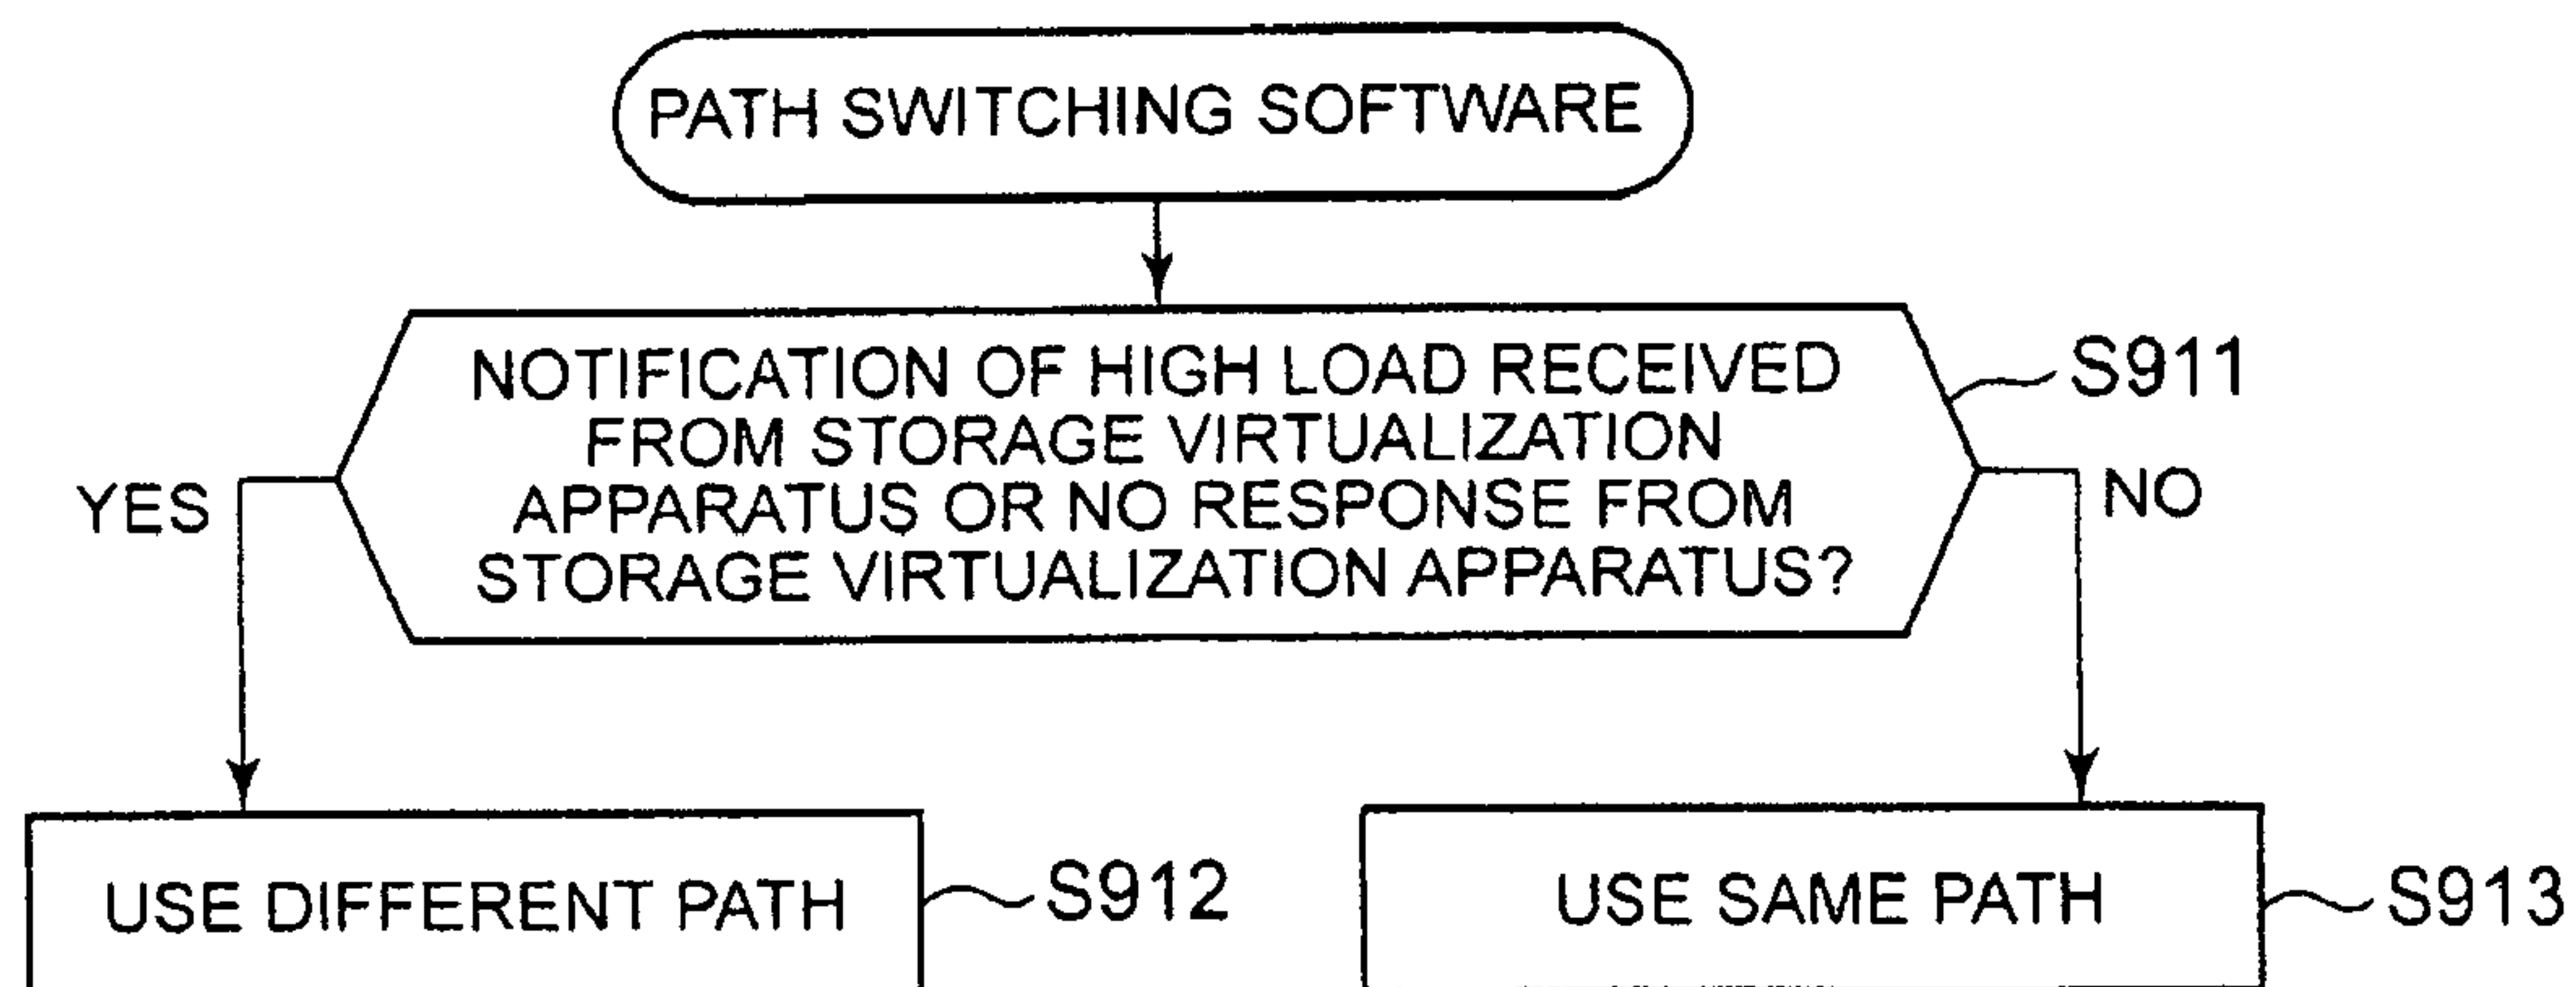 PATH SWITCHING SOFTWARE
NOTIFICATION OF HIGH LOAD RECEIVED
FROM STORAGE VIRTUALIZATION
APPARATUS OR NO RESPONSE FROM
STORAGE VIRTUALIZATION APPARATUS?
S911
YES
NO
USE DIFFERENT PATH
S912
USE SAME PATH
S913